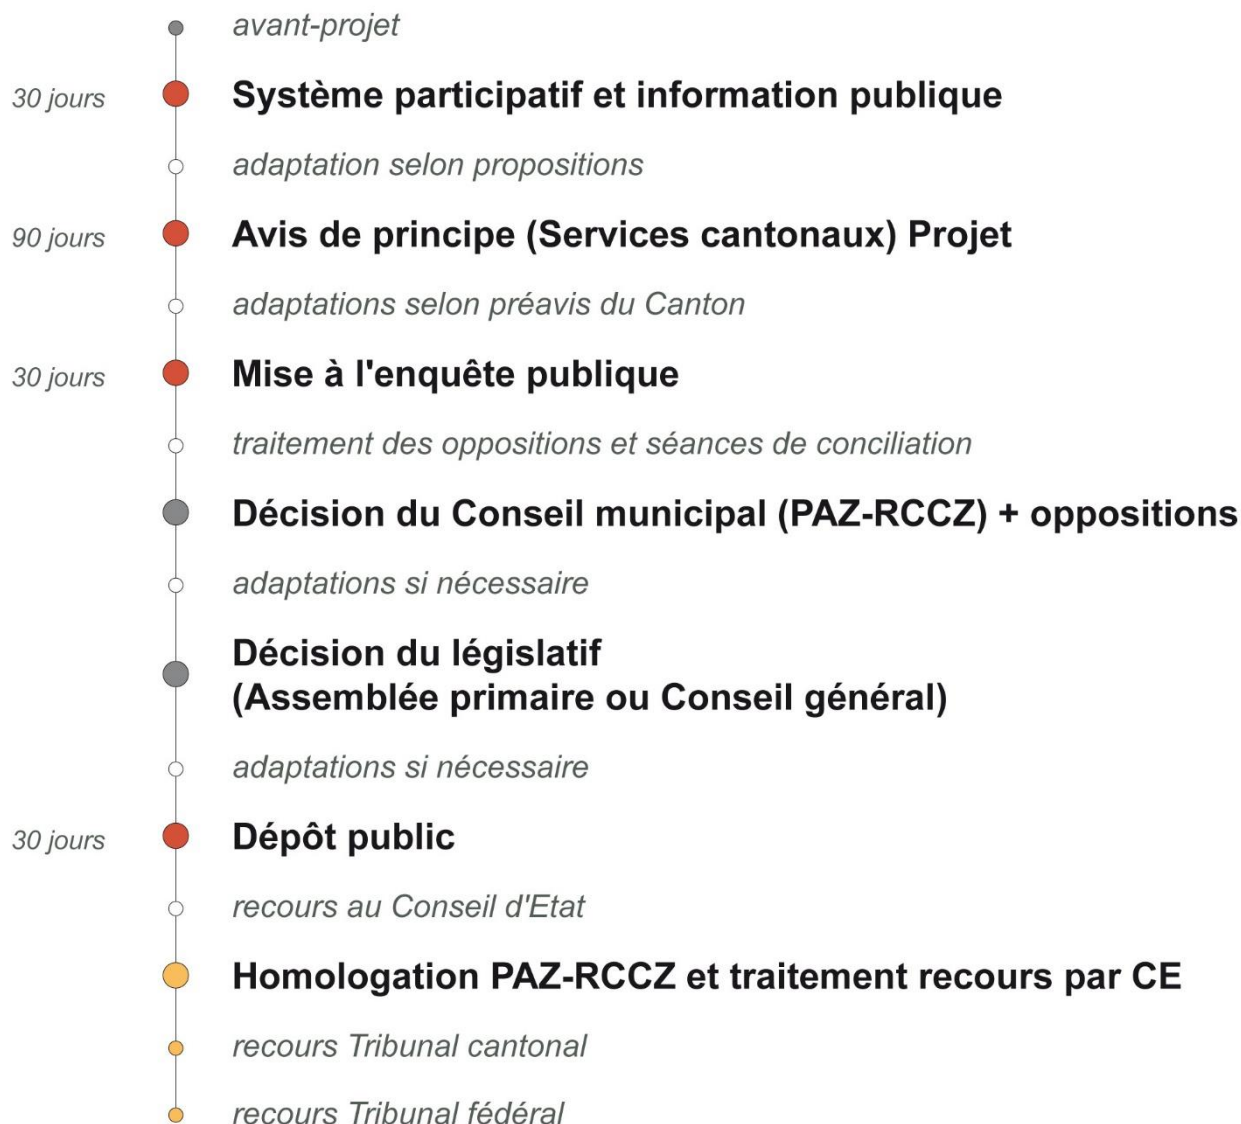 avant-projet
30 jours
Système participatif et information publique
adaptation selon propositions
90 jours
Avis de principe (Services cantonaux) Projet
adaptations selon préavis du Canton
30 jours
Mise à l'enquête publique
traitement des oppositions et séances de conciliation
Décision du Conseil municipal (PAZ-RCCZ) + oppositions
adaptations si nécessaire
Décision du législatif
(Assemblée primaire ou Conseil général)
adaptations si nécessaire
30 jours
Dépôt public
recours au Conseil d'Etat
Homologation PAZ-RCCZ et traitement recours par CE
recours Tribunal cantonal
recours Tribunal fédéral